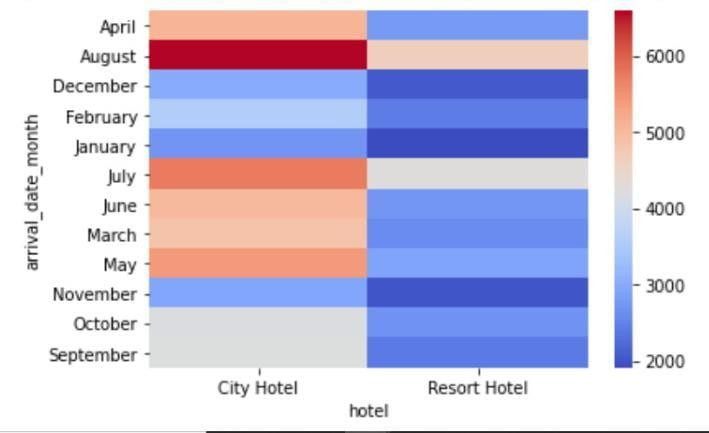 April
August
December
February
January
July
June
March
May
November
October
September
arrival_date_month
City Hotel
Resort Hotel
hotel
6000
5000
4000
3000
2000